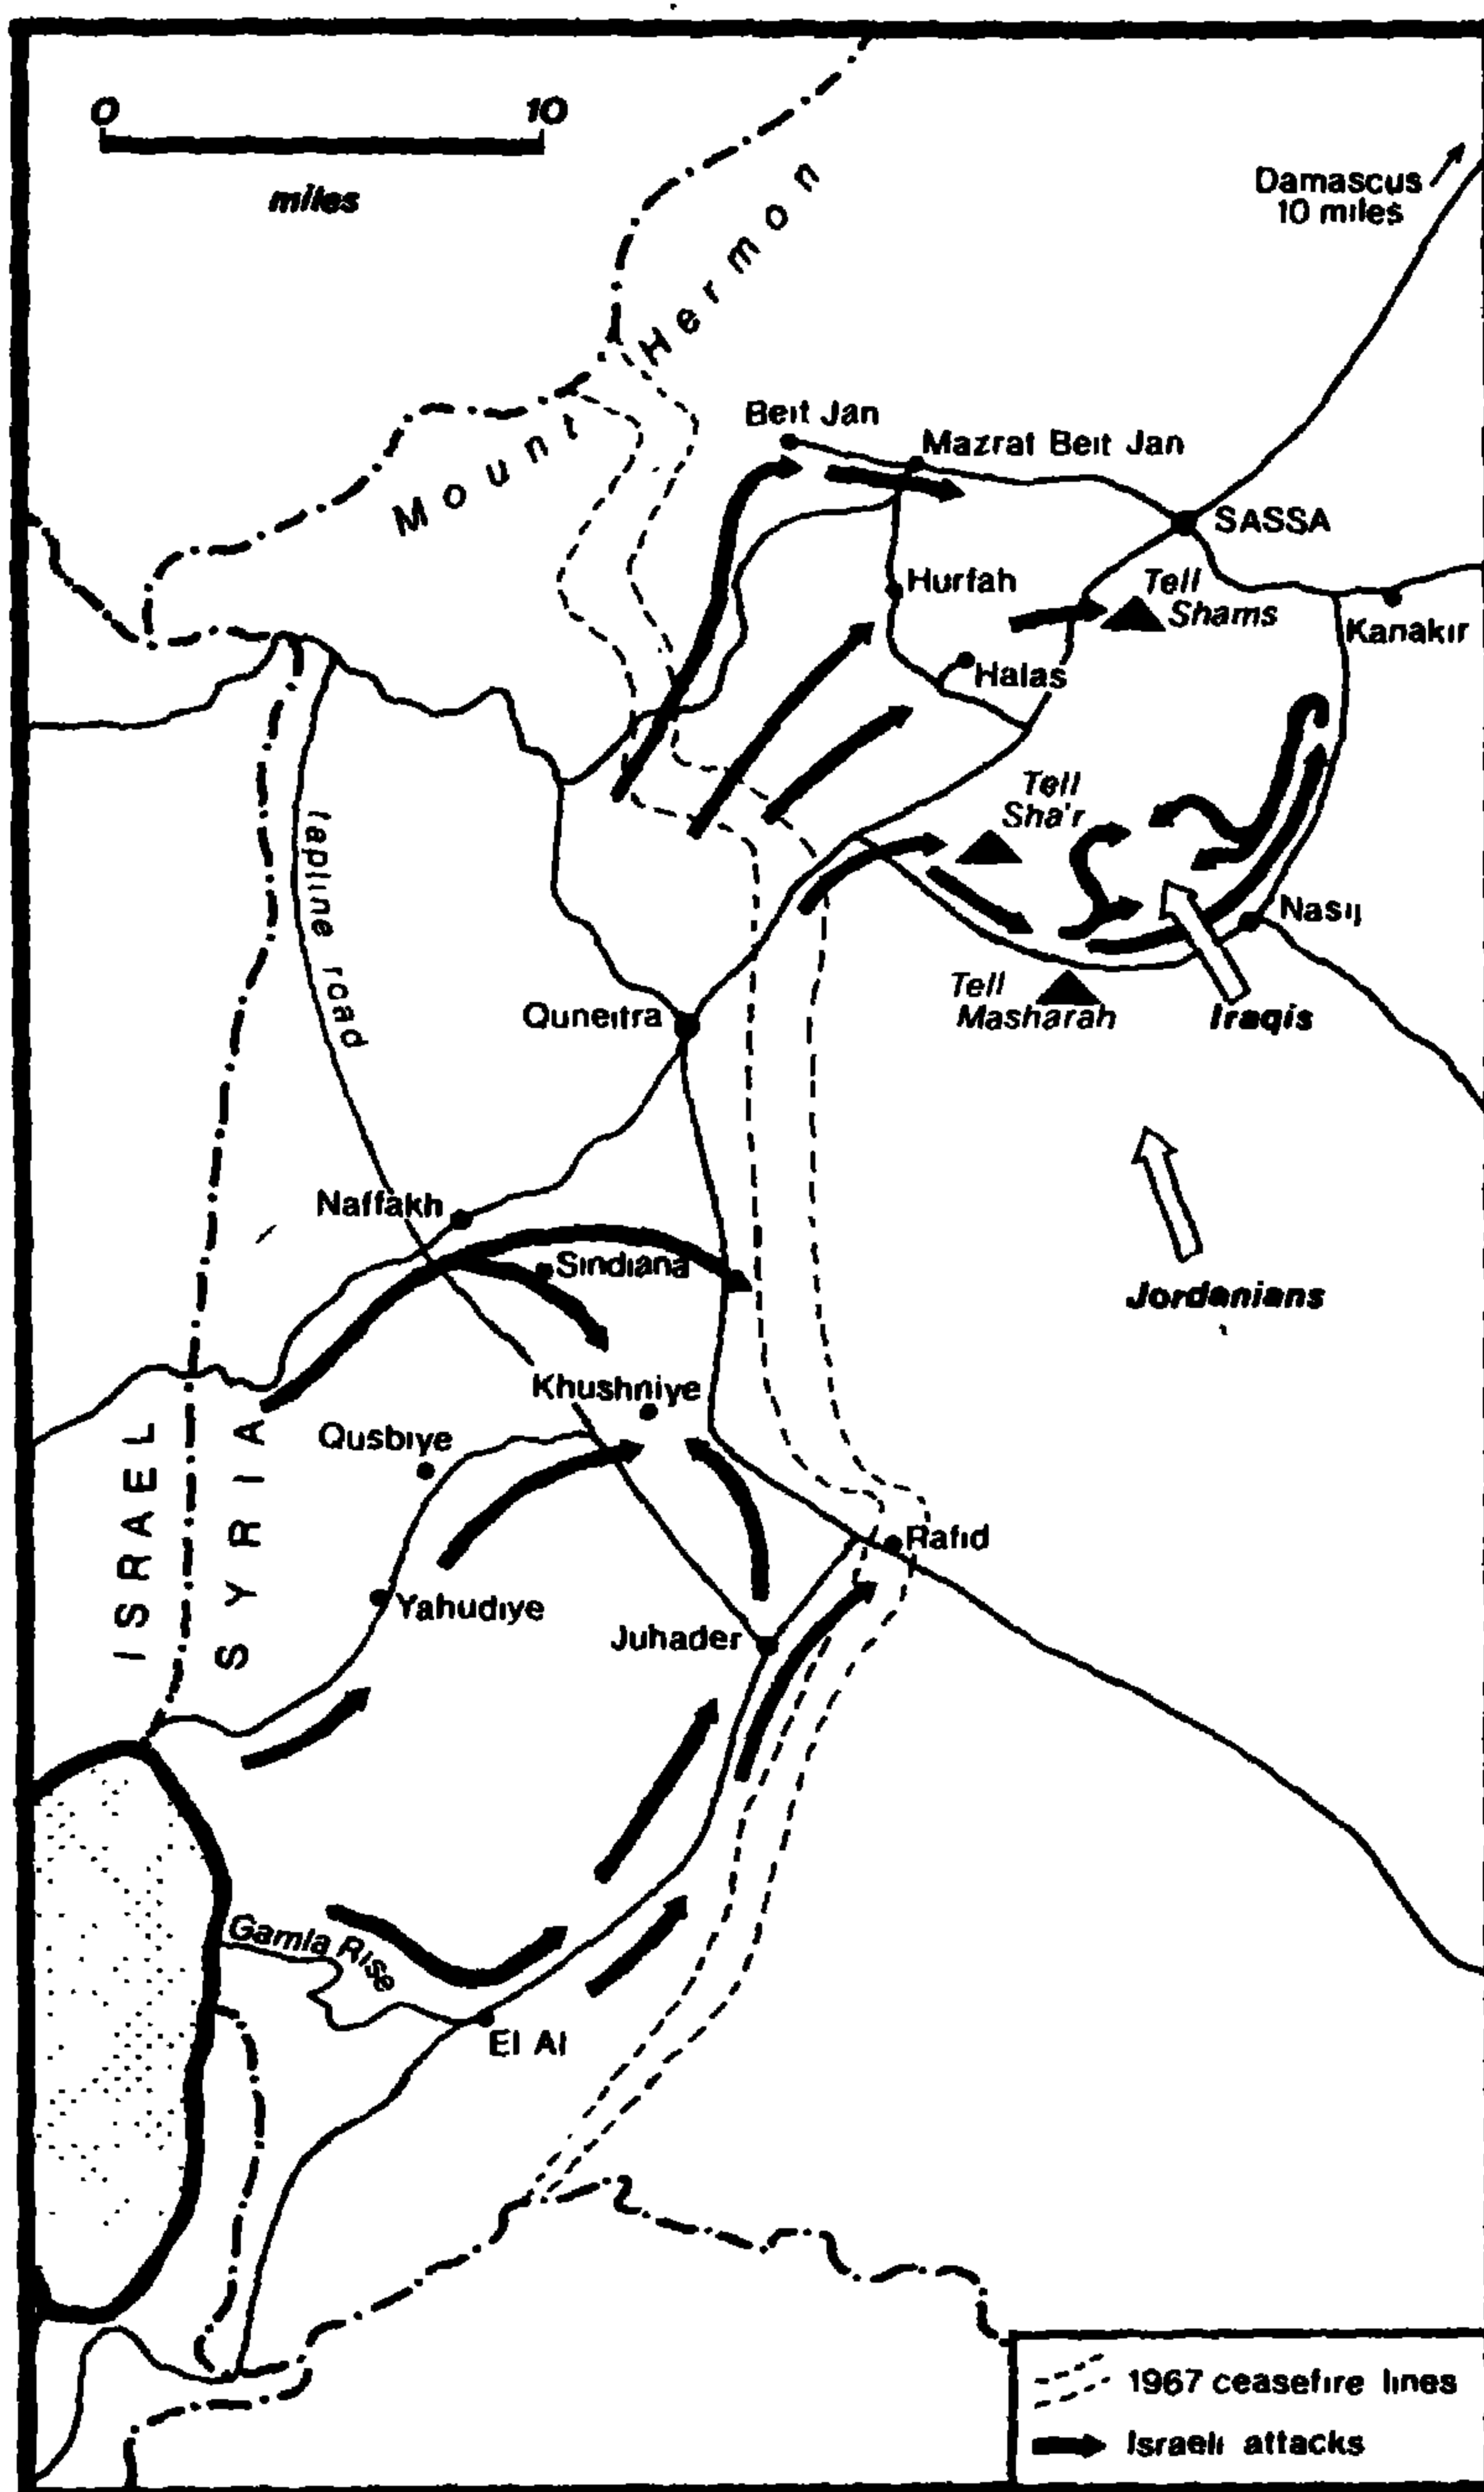 0 10
miles
Damascus
10 miles
Mount Hermon
Beit Jan
Mazrat Beit Jan
SASSA
Hurfah
Tell
Shams
Kanakir
Halas
Tell
Sha'r
tapline road
Nasij
Quneitra
Tell
Masharah
Iraqis
Naffakh
Sindiana
Jordanians
Khushniye
Qusbiye
ISRAEL
SYRIA
Rafid
Yahudiye
Juhader
Gamla Rise
El Al
1967 ceasefire lines
Israeli attacks